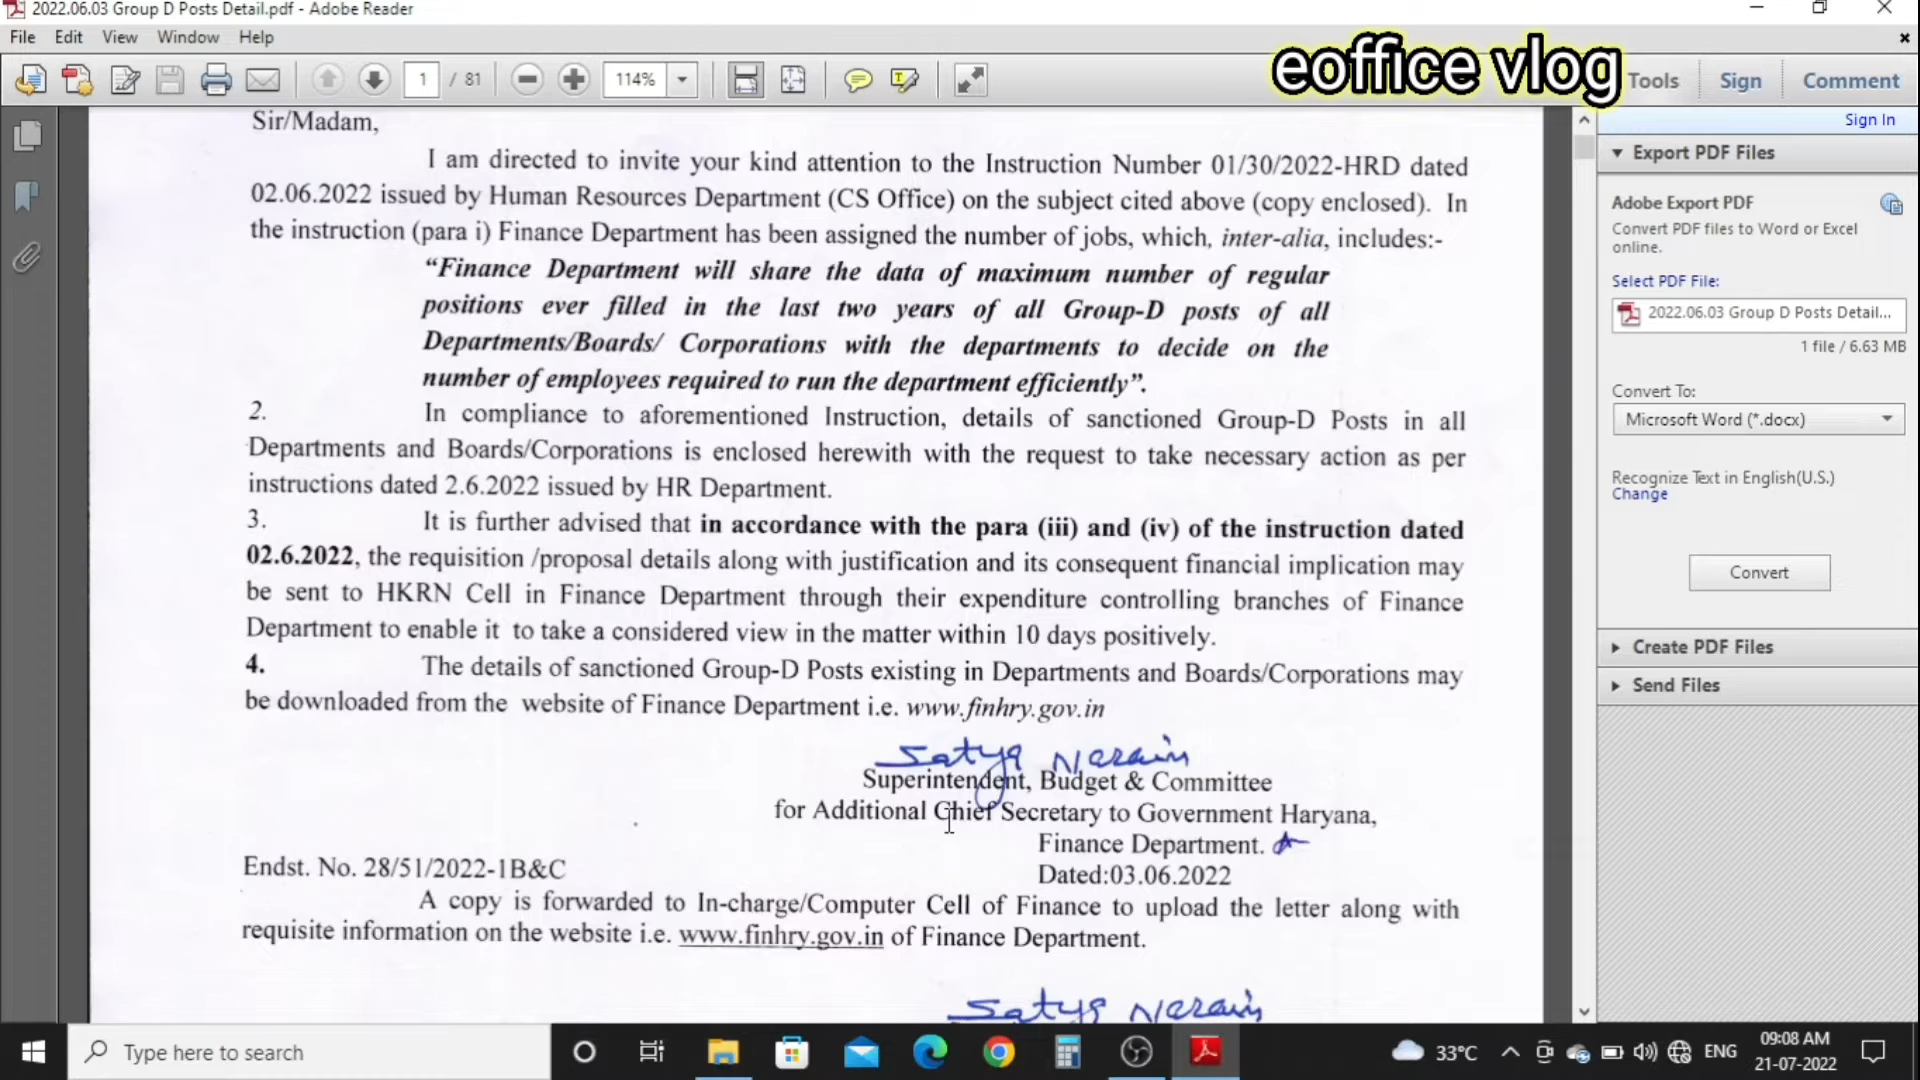 2022.06.03 Group D Posts Detail.pdf - Adobe Reader
File Edit View Window Help
eoffice vlog
1 / 81 114% Tools Sign Comment
Sign In
Sir/Madam,
I am directed to invite your kind attention to the Instruction Number 01/30/2022-HRD dated
02.06.2022 issued by Human Resources Department (CS Office) on the subject cited above (copy enclosed). In
the instruction (para i) Finance Department has been assigned the number of jobs, which, inter-alia, includes:-
“Finance Department will share the data of maximum number of regular
positions ever filled in the last two years of all Group-D posts of all
Departments/Boards/ Corporations with the departments to decide on the
number of employees required to run the department efficiently”.
2. In compliance to aforementioned Instruction, details of sanctioned Group-D Posts in all
Departments and Boards/Corporations is enclosed herewith with the request to take necessary action as per
instructions dated 2.6.2022 issued by HR Department.
3. It is further advised that in accordance with the para (iii) and (iv) of the instruction dated
02.6.2022, the requisition /proposal details along with justification and its consequent financial implication may
be sent to HKRN Cell in Finance Department through their expenditure controlling branches of Finance
Department to enable it to take a considered view in the matter within 10 days positively.
4. The details of sanctioned Group-D Posts existing in Departments and Boards/Corporations may
be downloaded from the website of Finance Department i.e. www.finhry.gov.in
Satya Narain
Superintendent, Budget & Committee
for Additional Chief Secretary to Government Haryana,
Finance Department.
Endst. No. 28/51/2022-1B&C Dated:03.06.2022
A copy is forwarded to In-charge/Computer Cell of Finance to upload the letter along with
requisite information on the website i.e. www.finhry.gov.in of Finance Department.
Satya Narain
Export PDF Files
Adobe Export PDF
Convert PDF files to Word or Excel
online.
Select PDF File:
2022.06.03 Group D Posts Detail...
1 file / 6.63 MB
Convert To:
Microsoft Word (*.docx)
Recognize Text in English(U.S.)
Change
Convert
Create PDF Files
Send Files
Type here to search
33°C ENG
09:08 AM
21-07-2022